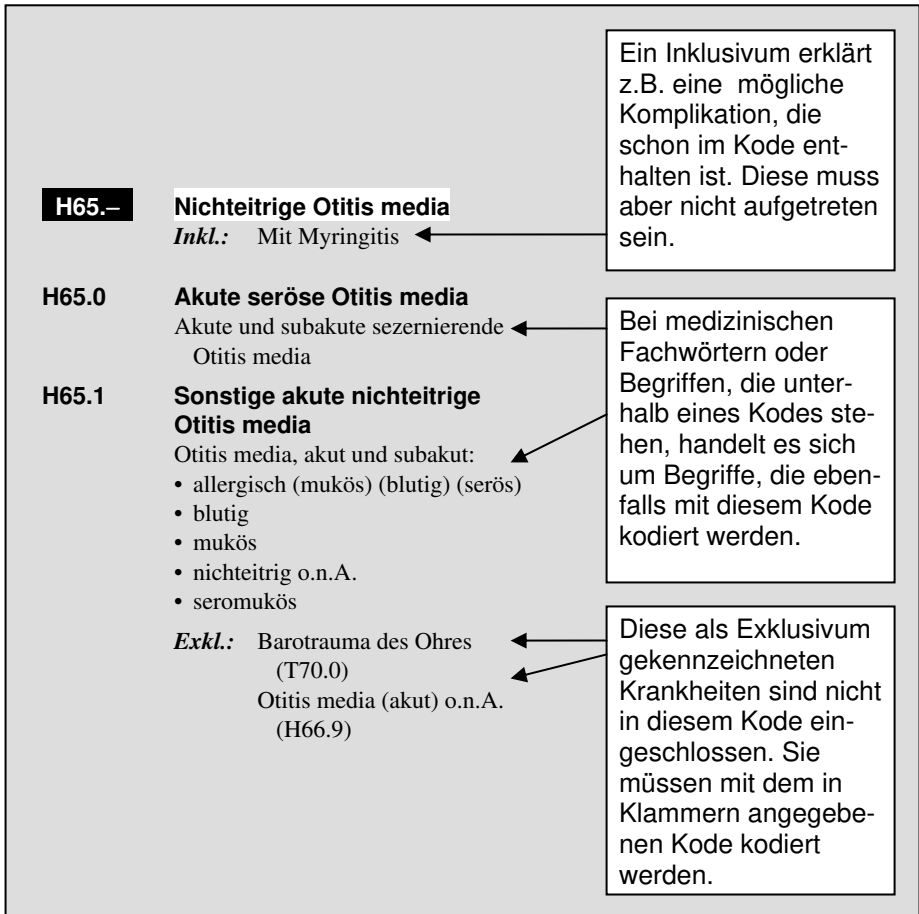 Ein Inklusivum erklärt
z.B. eine mögliche
Komplikation, die
schon im Kode ent-
halten ist. Diese muss
aber nicht aufgetreten
sein.
H65.– Nichteitrige Otitis media
Inkl.: Mit Myringitis
H65.0 Akute seröse Otitis media
Akute und subakute sezernierende
Otitis media
Bei medizinischen
Fachwörtern oder
Begriffen, die unter-
halb eines Kodes ste-
hen, handelt es sich
um Begriffe, die eben-
falls mit diesem Kode
kodiert werden.
H65.1 Sonstige akute nichteitrige
Otitis media
Otitis media, akut und subakut:
• allergisch (mukös) (blutig) (serös)
• blutig
• mukös
• nichteitrig o.n.A.
• seromukös
Exkl.: Barotrauma des Ohres
(T70.0)
Otitis media (akut) o.n.A.
(H66.9)
Diese als Exklusivum
gekennzeichneten
Krankheiten sind nicht
in diesem Kode ein-
geschlossen. Sie
müssen mit dem in
Klammern angegebe-
nen Kode kodiert
werden.